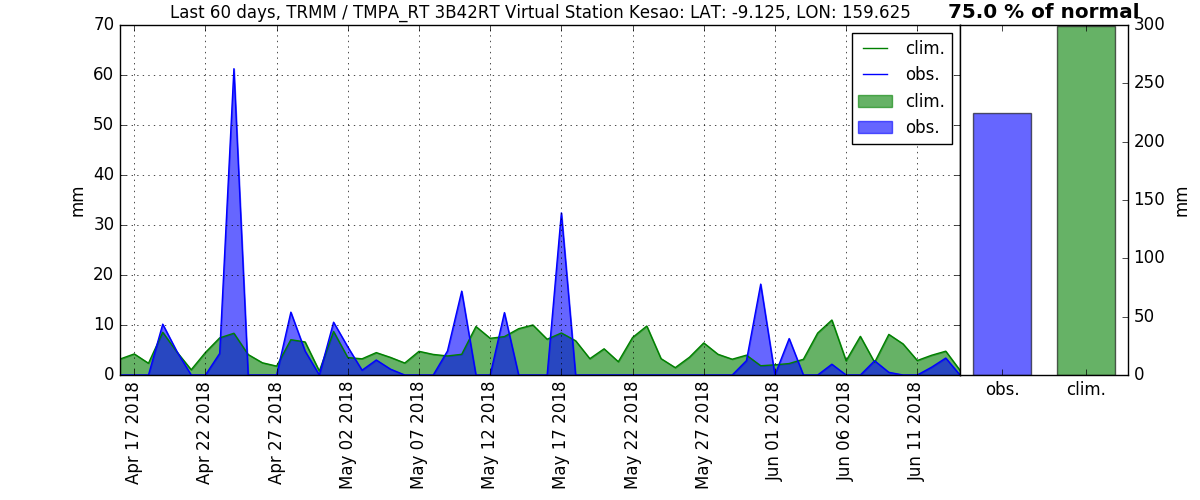 Last 60 days, TRMM / TMPA_RT 3B42RT Virtual Station Kesao: LAT: -9.125, LON: 159.625
75.0 % of normal
70
60
50
40
30
20
10
0
mm
clim.
obs.
clim.
obs.
300
250
200
150
100
50
0
mm
obs.
clim.
Apr 17 2018
Apr 22 2018
Apr 27 2018
May 02 2018
May 07 2018
May 12 2018
May 17 2018
May 22 2018
May 27 2018
Jun 01 2018
Jun 06 2018
Jun 11 2018